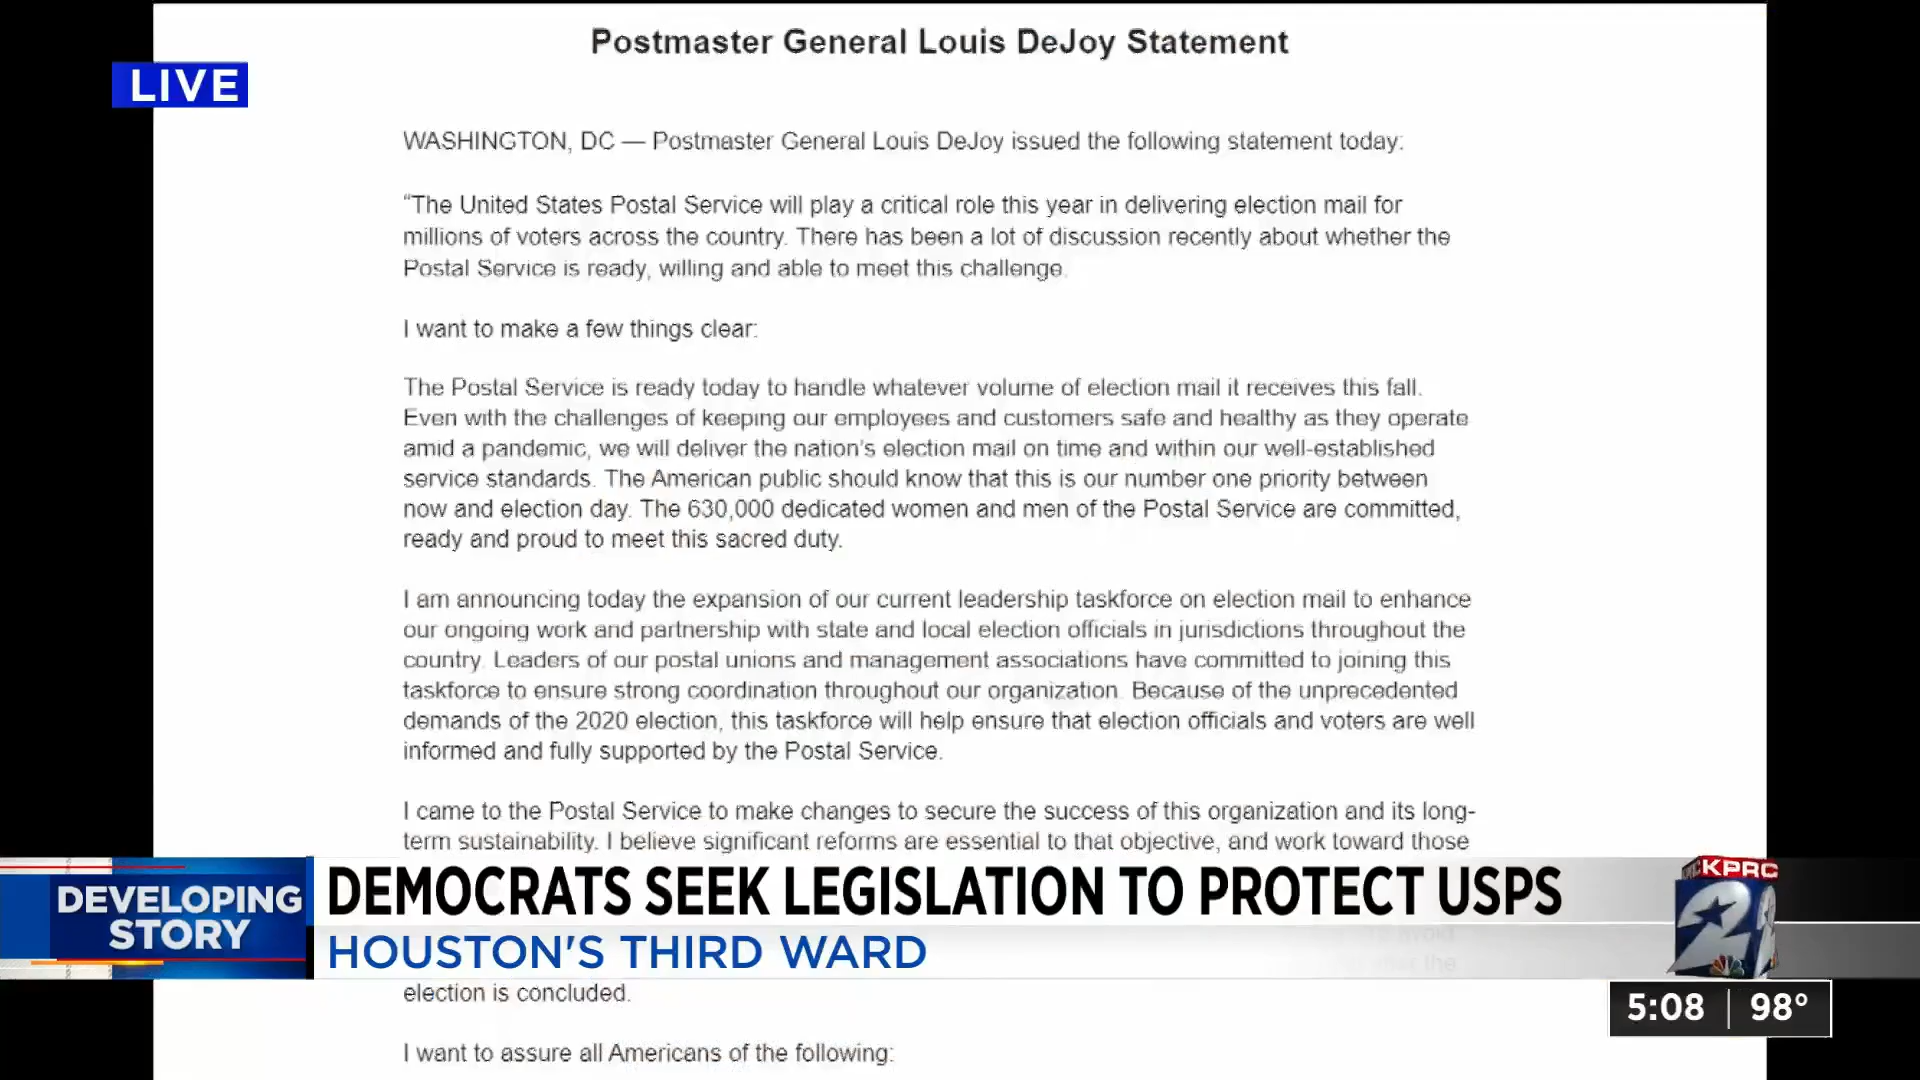 Postmaster General Louis DeJoy Statement
LIVE
WASHINGTON, DC — Postmaster General Louis DeJoy issued the following statement today:
“The United States Postal Service will play a critical role this year in delivering election mail for
millions of voters across the country. There has been a lot of discussion recently about whether the
Postal Service is ready, willing and able to meet this challenge.
I want to make a few things clear:
The Postal Service is ready today to handle whatever volume of election mail it receives this fall.
Even with the challenges of keeping our employees and customers safe and healthy as they operate
amid a pandemic, we will deliver the nation’s election mail on time and within our well-established
service standards. The American public should know that this is our number one priority between
now and election day. The 630,000 dedicated women and men of the Postal Service are committed,
ready and proud to meet this sacred duty.
I am announcing today the expansion of our current leadership taskforce on election mail to enhance
our ongoing work and partnership with state and local election officials in jurisdictions throughout the
country. Leaders of our postal unions and management associations have committed to joining this
taskforce to ensure strong coordination throughout our organization. Because of the unprecedented
demands of the 2020 election, this taskforce will help ensure that election officials and voters are well
informed and fully supported by the Postal Service.
I came to the Postal Service to make changes to secure the success of this organization and its long-
term sustainability. I believe significant reforms are essential to that objective, and work toward those
DEVELOPING
STORY
DEMOCRATS SEEK LEGISLATION TO PROTECT USPS
HOUSTON'S THIRD WARD
KPRC
2
election is concluded.
5:08 98°
I want to assure all Americans of the following: